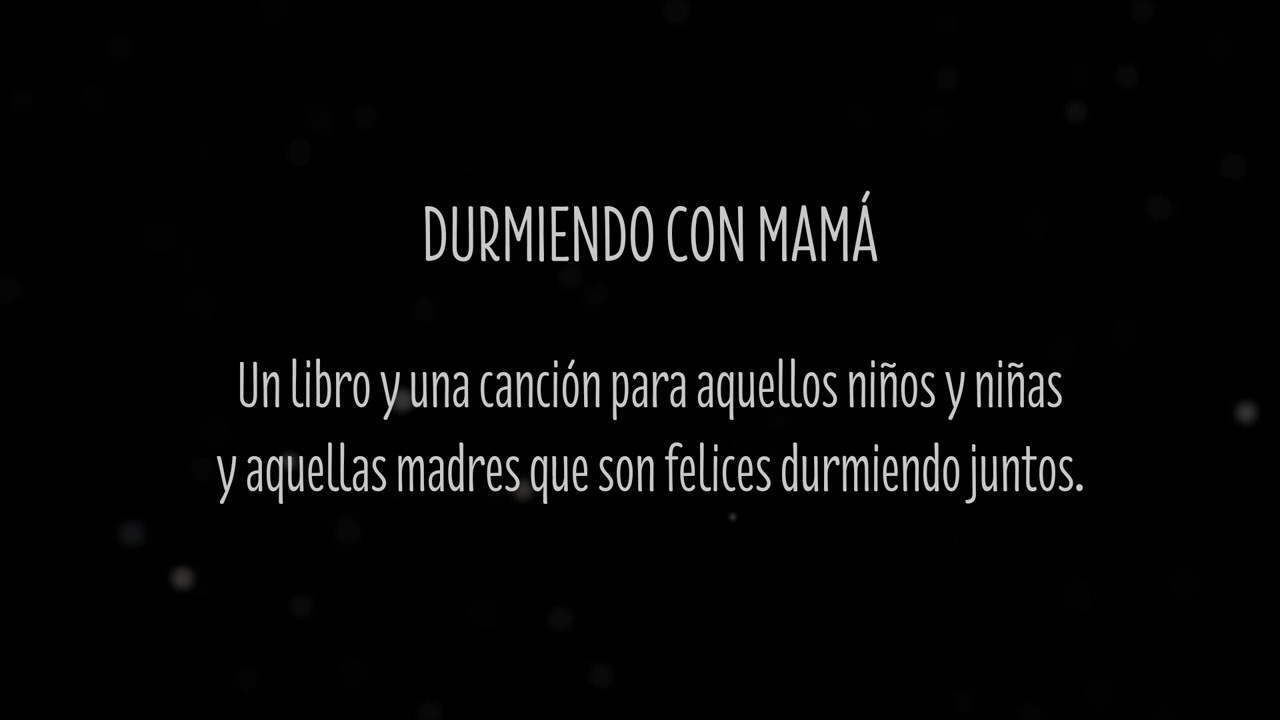 DURMIENDO CON MAMÁ
Un libro y una canción para aquellos niños y niñas
y aquellas madres que son felices durmiendo juntos.